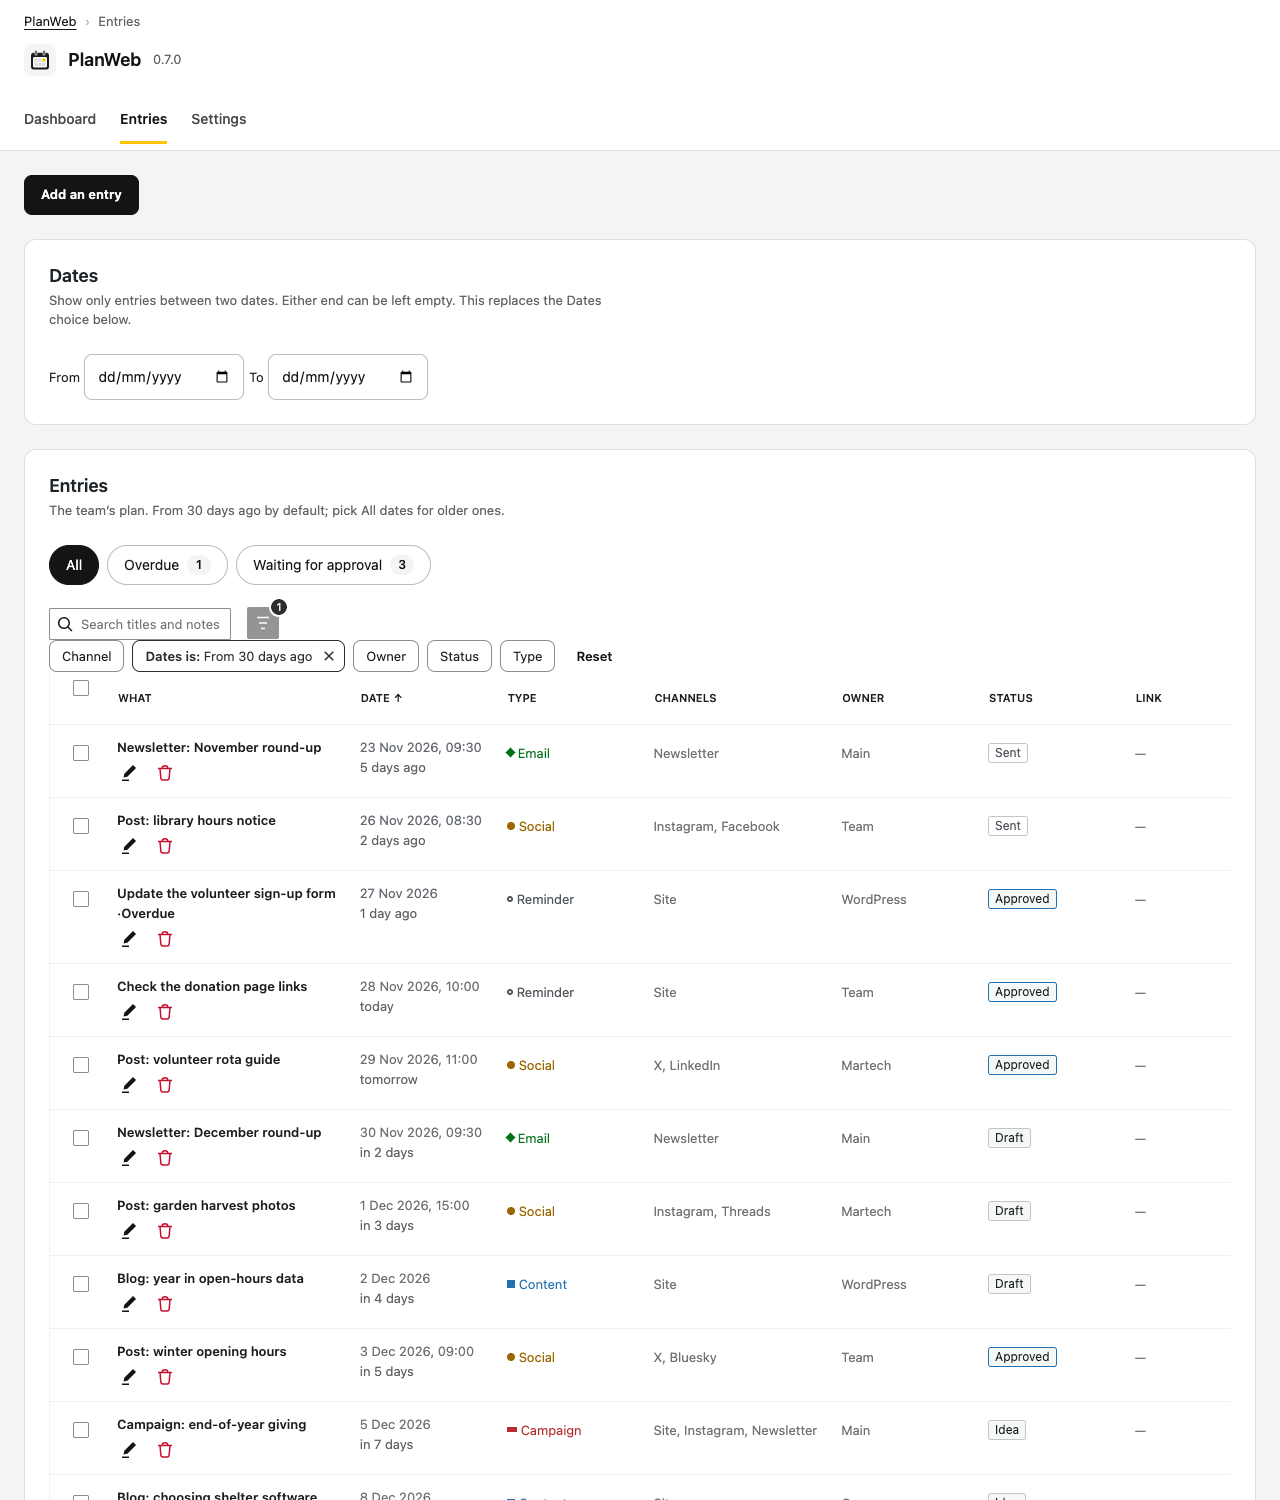 PlanWeb › Entries
PlanWeb 0.7.0
Dashboard Entries Settings
Add an entry
Dates
Show only entries between two dates. Either end can be left empty. This replaces the Dates
choice below.
From dd/mm/yyyy To dd/mm/yyyy
Entries
The team’s plan. From 30 days ago by default; pick All dates for older ones.
All Overdue 1 Waiting for approval 3
Search titles and notes 1
Channel Dates is: From 30 days ago Owner Status Type Reset
WHAT DATE ↑ TYPE CHANNELS OWNER STATUS LINK
Newsletter: November round-up 23 Nov 2026, 09:30 Email Newsletter Main Sent —
5 days ago
Post: library hours notice 26 Nov 2026, 08:30 Social Instagram, Facebook Team Sent —
2 days ago
Update the volunteer sign-up form 27 Nov 2026 Reminder Site WordPress Approved —
·Overdue 1 day ago
Check the donation page links 28 Nov 2026, 10:00 Reminder Site Team Approved —
today
Post: volunteer rota guide 29 Nov 2026, 11:00 Social X, LinkedIn Martech Approved —
tomorrow
Newsletter: December round-up 30 Nov 2026, 09:30 Email Newsletter Main Draft —
in 2 days
Post: garden harvest photos 1 Dec 2026, 15:00 Social Instagram, Threads Martech Draft —
in 3 days
Blog: year in open-hours data 2 Dec 2026 Content Site WordPress Draft —
in 4 days
Post: winter opening hours 3 Dec 2026, 09:00 Social X, Bluesky Team Approved —
in 5 days
Campaign: end-of-year giving 5 Dec 2026 Campaign Site, Instagram, Newsletter Main Idea —
in 7 days
Blog: choosing shelter software 8 Dec 2026